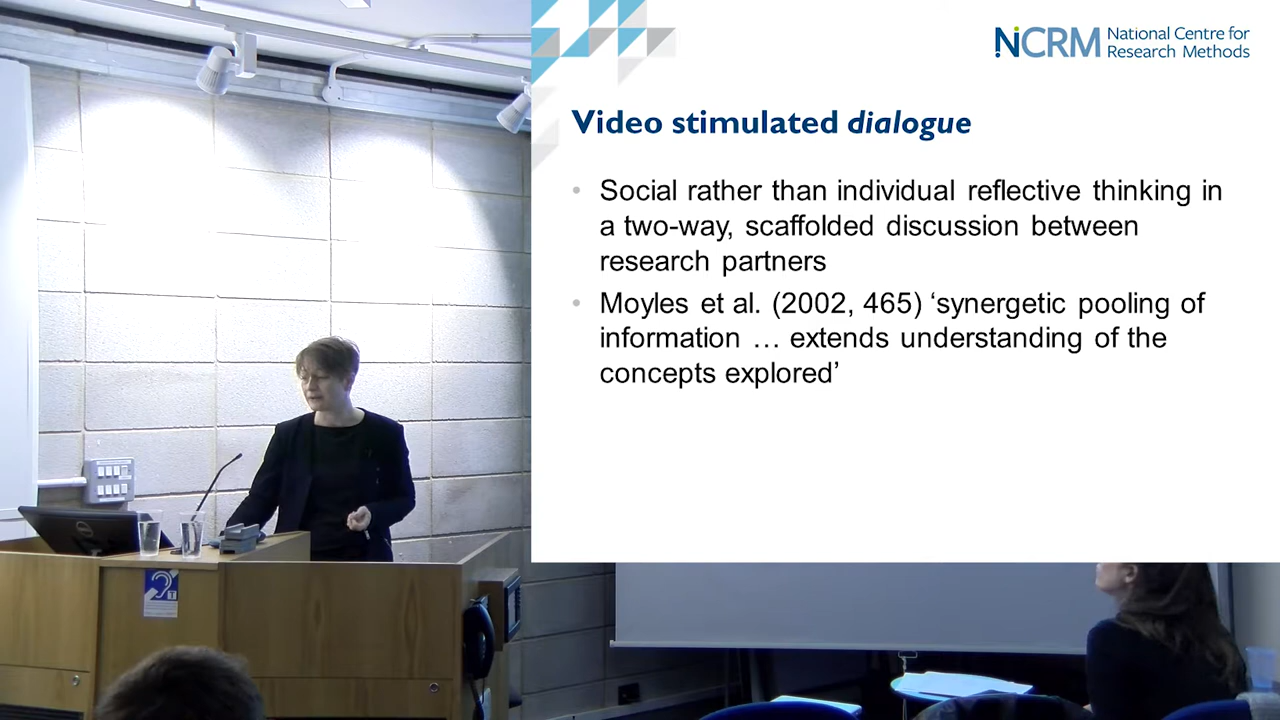 NCRM National Centre for
Research Methods
Video stimulated dialogue
• Social rather than individual reflective thinking in
a two-way, scaffolded discussion between
research partners
• Moyles et al. (2002, 465) ‘synergetic pooling of
information … extends understanding of the
concepts explored’
T